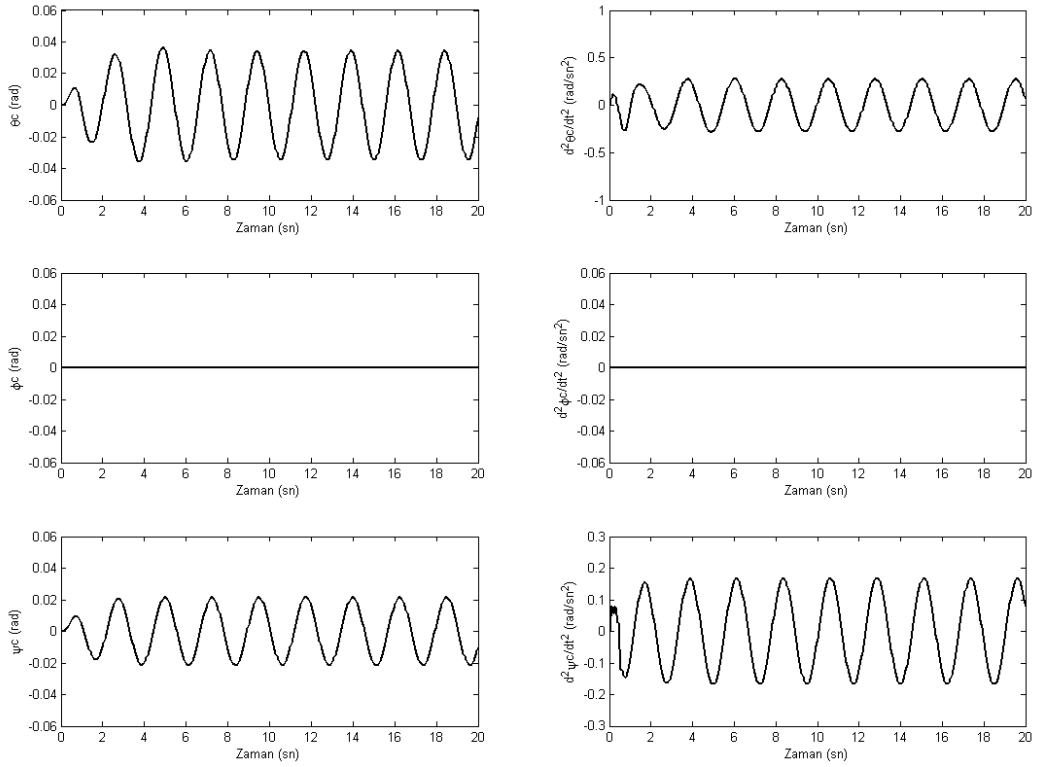 0.06
0.04
0.02
0
-0.02
-0.04
-0.06
θc (rad)
0 2 4 6 8 10 12 14 16 18 20
Zaman (sn)
1
0.5
0
-0.5
-1
d²θc/dt² (rad/sn²)
0 2 4 6 8 10 12 14 16 18 20
Zaman (sn)
0.06
0.04
0.02
0
-0.02
-0.04
-0.06
ϕc (rad)
0 2 4 6 8 10 12 14 16 18 20
Zaman (sn)
0.06
0.04
0.02
0
-0.02
-0.04
-0.06
d²ϕc/dt² (rad/sn²)
0 2 4 6 8 10 12 14 16 18 20
Zaman (sn)
0.06
0.04
0.02
0
-0.02
-0.04
-0.06
ψc (rad)
0 2 4 6 8 10 12 14 16 18 20
Zaman (sn)
0.3
0.2
0.1
0
-0.1
-0.2
-0.3
d²ψc/dt² (rad/sn²)
0 2 4 6 8 10 12 14 16 18 20
Zaman (sn)